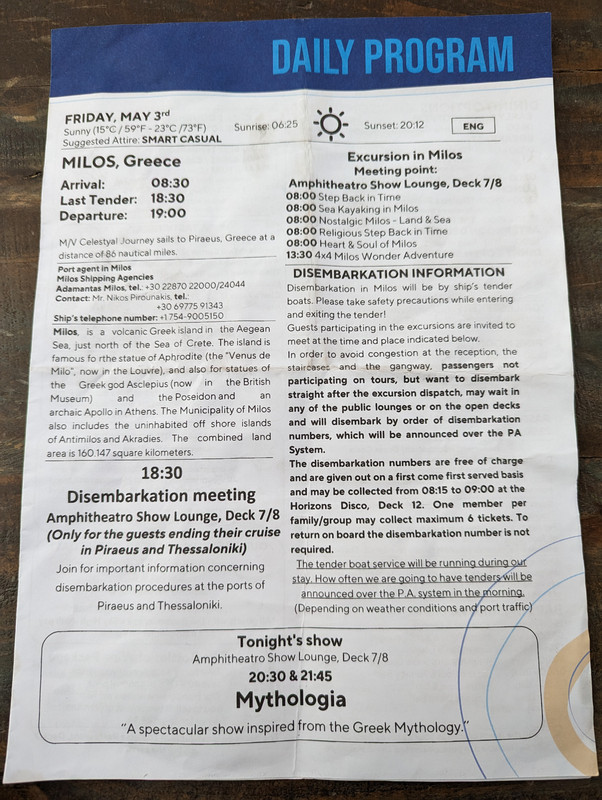 DAILY PROGRAM
FRIDAY, MAY 3rd
Sunny (15°C / 59°F - 23°C /73°F)
Suggested Attire: SMART CASUAL
Sunrise: 06:25
Sunset: 20:12
ENG
MILOS, Greece
Arrival: 08:30
Last Tender: 18:30
Departure: 19:00
M/V Celestyal Journey sails to Piraeus, Greece at a
distance of 86 nautical miles.
Port agent in Milos
Milos Shipping Agencies
Adamantas Milos, tel.: +30 22870 22000/24044
Contact: Mr. Nikos Pirounakis, tel.:
+30 69775 91343
Ship's telephone number: +1 754-9005150
Milos, is a volcanic Greek island in the Aegean
Sea, just north of the Sea of Crete. The island is
famous forthe statue of Aphrodite (the "Venus de
Milo", now in the Louvre), and also for statues of
the Greek god Asclepius (now in the British
Museum) and the Poseidon and an
archaic Apollo in Athens. The Municipality of Milos
also includes the uninhabited off shore islands
of Antimilos and Akradies. The combined land
area is 160.147 square kilometers.
18:30
Disembarkation meeting
Amphitheatro Show Lounge, Deck 7/8
(Only for the guests ending their cruise
in Piraeus and Thessaloniki)
Join for important information concerning
disembarkation procedures at the ports of
Piraeus and Thessaloniki.
Excursion in Milos
Meeting point:
Amphitheatro Show Lounge, Deck 7/8
08:00 Step Back in Time
08:00 Sea Kayaking in Milos
08:00 Nostalgic Milos - Land & Sea
08:00 Religious Step Back in Time
08:00 Heart & Soul of Milos
13:30 4x4 Milos Wonder Adventure
DISEMBARKATION INFORMATION
Disembarkation in Milos will be by ship's tender
boats. Please take safety precautions while entering
and exiting the tender!
Guests participating in the excursions are invited to
meet at the time and place indicated below.
In order to avoid congestion at the reception, the
staircases and the gangway, passengers not
participating on tours, but want to disembark
straight after the excursion dispatch, may wait in
any of the public lounges or on the open decks
and will disembark by order of disembarkation
numbers, which will be announced over the PA
System.
The disembarkation numbers are free of charge
and are given out on a first come first served basis
and may be collected from 08:15 to 09:00 at the
Horizons Disco, Deck 12. One member per
family/group may collect maximum 6 tickets. To
return on board the disembarkation number is not
required.
The tender boat service will be running during our
stay. How often we are going to have tenders will be
announced over the P.A. system in the morning.
(Depending on weather conditions and port traffic)
Tonight's show
Amphitheatro Show Lounge, Deck 7/8
20:30 & 21:45
Mythologia
"A spectacular show inspired from the Greek Mythology."